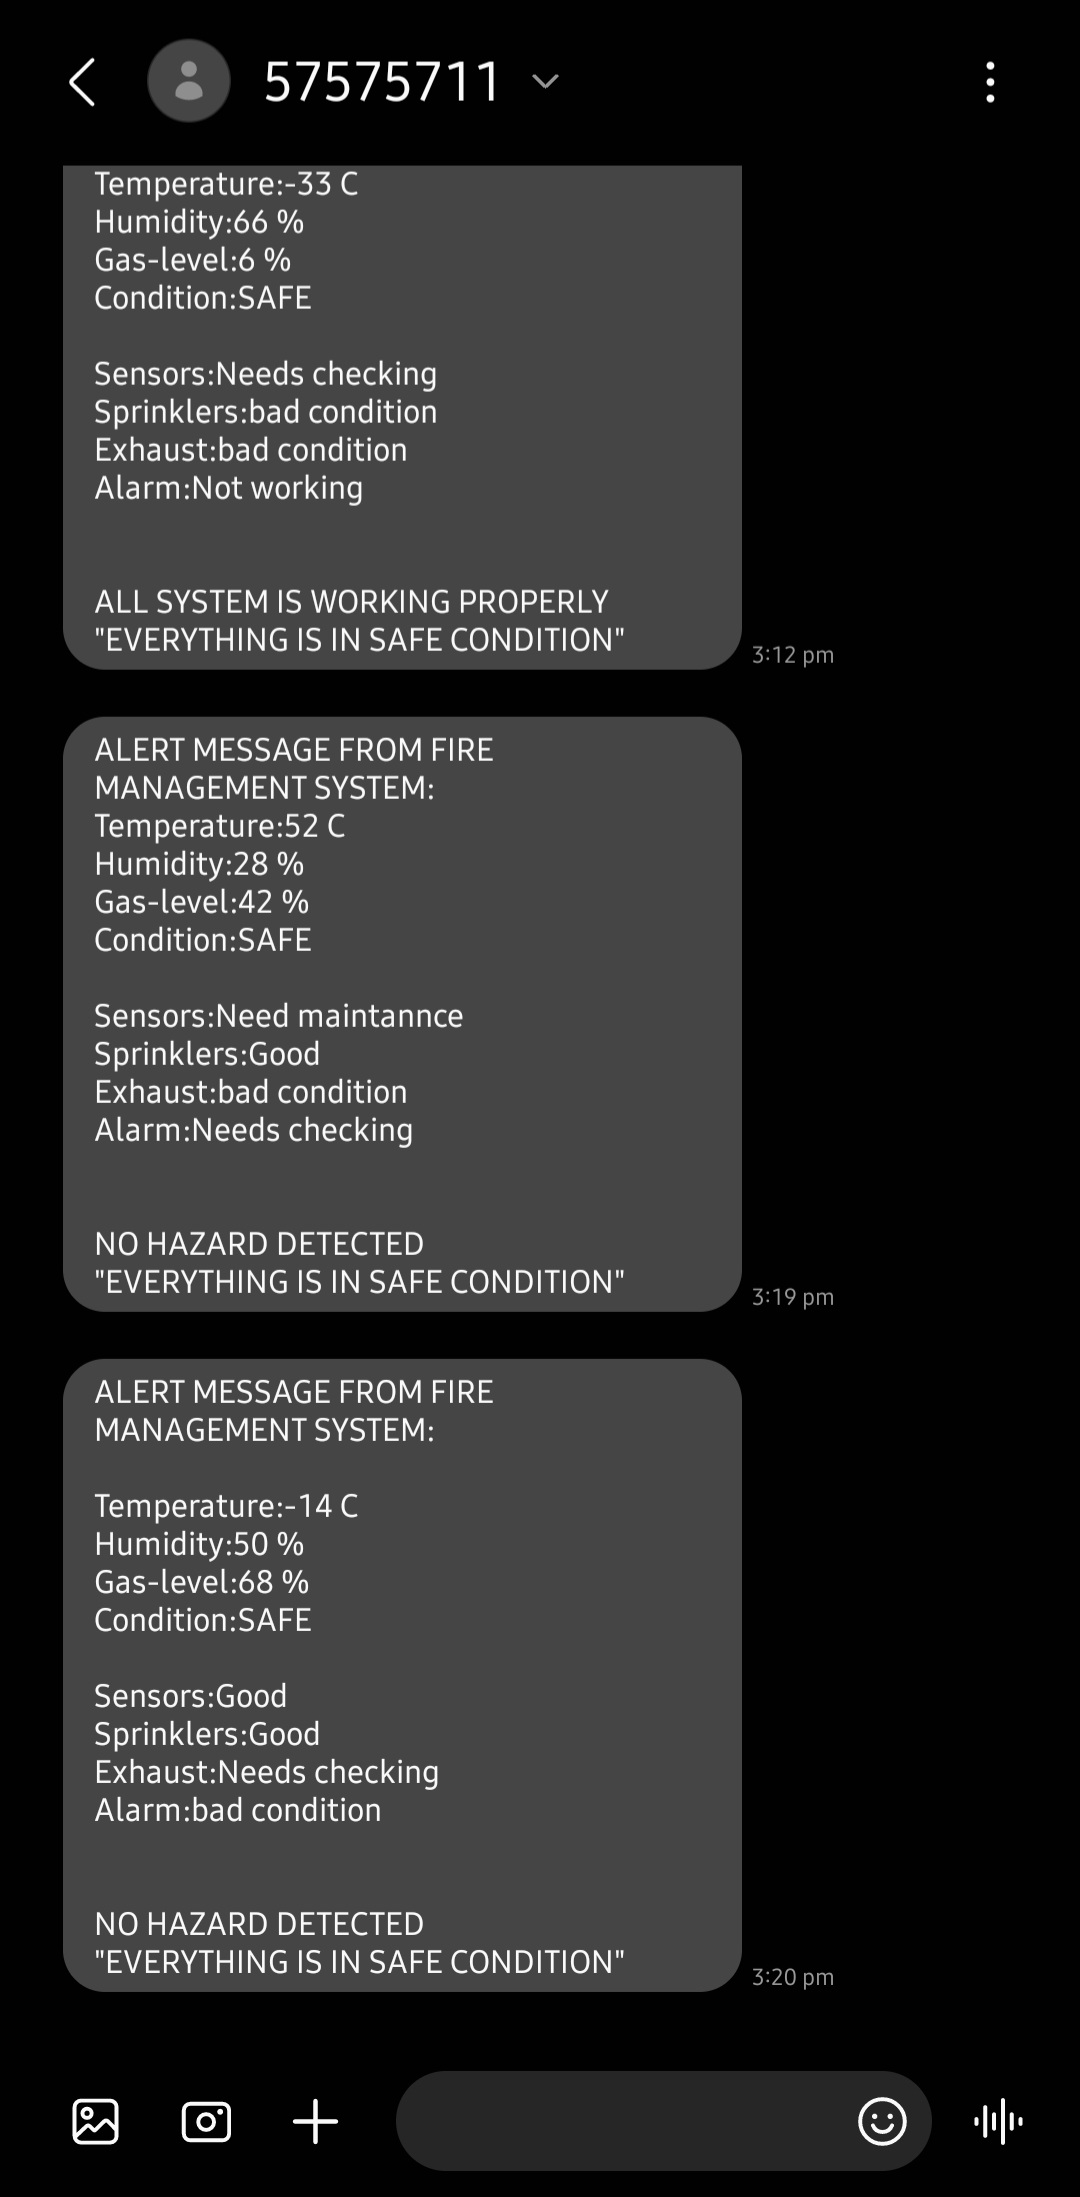 57575711
Temperature:-33 C
Humidity:66 %
Gas-level:6 %
Condition:SAFE
Sensors:Needs checking
Sprinklers:bad condition
Exhaust:bad condition
Alarm:Not working
ALL SYSTEM IS WORKING PROPERLY
"EVERYTHING IS IN SAFE CONDITION"
3:12 pm
ALERT MESSAGE FROM FIRE
MANAGEMENT SYSTEM:
Temperature:52 C
Humidity:28 %
Gas-level:42 %
Condition:SAFE
Sensors:Need maintannce
Sprinklers:Good
Exhaust:bad condition
Alarm:Needs checking
NO HAZARD DETECTED
"EVERYTHING IS IN SAFE CONDITION"
3:19 pm
ALERT MESSAGE FROM FIRE
MANAGEMENT SYSTEM:
Temperature:-14 C
Humidity:50 %
Gas-level:68 %
Condition:SAFE
Sensors:Good
Sprinklers:Good
Exhaust:Needs checking
Alarm:bad condition
NO HAZARD DETECTED
"EVERYTHING IS IN SAFE CONDITION"
3:20 pm